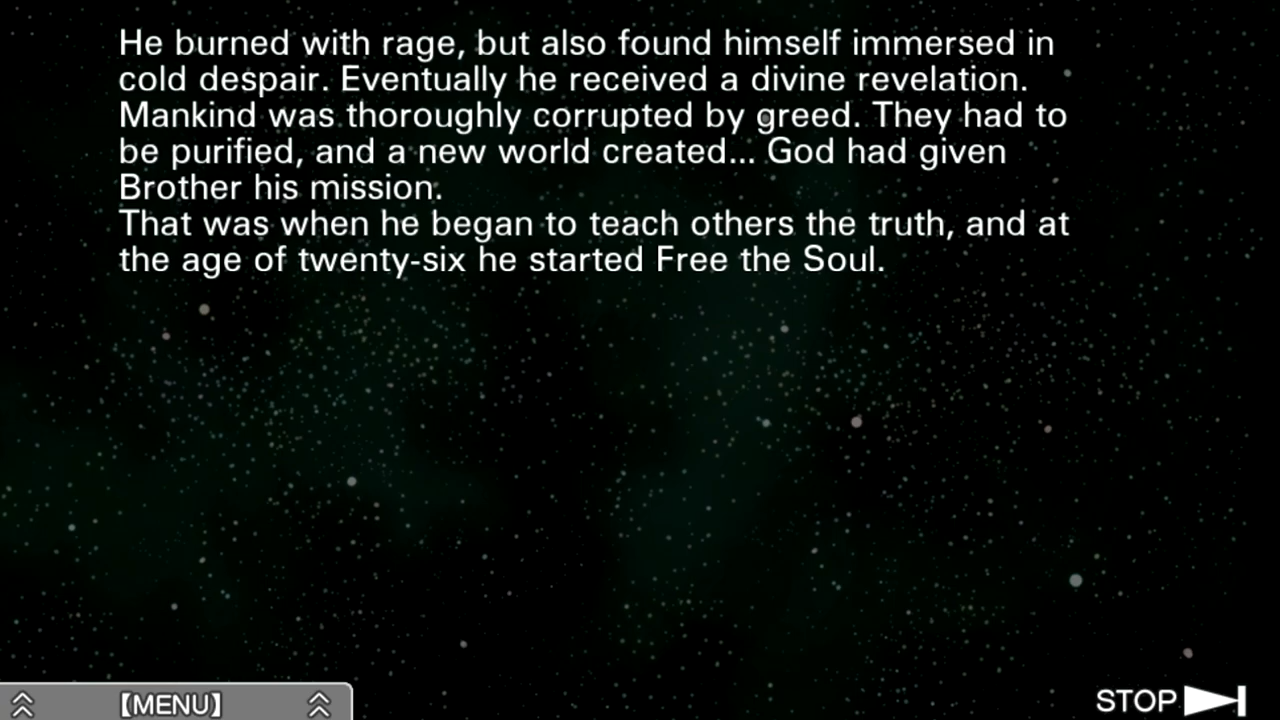 He burned with rage, but also found himself immersed in
cold despair. Eventually he received a divine revelation.
Mankind was thoroughly corrupted by greed. They had to
be purified, and a new world created... God had given
Brother his mission.
That was when he began to teach others the truth, and at
the age of twenty-six he started Free the Soul.
【MENU】
STOP